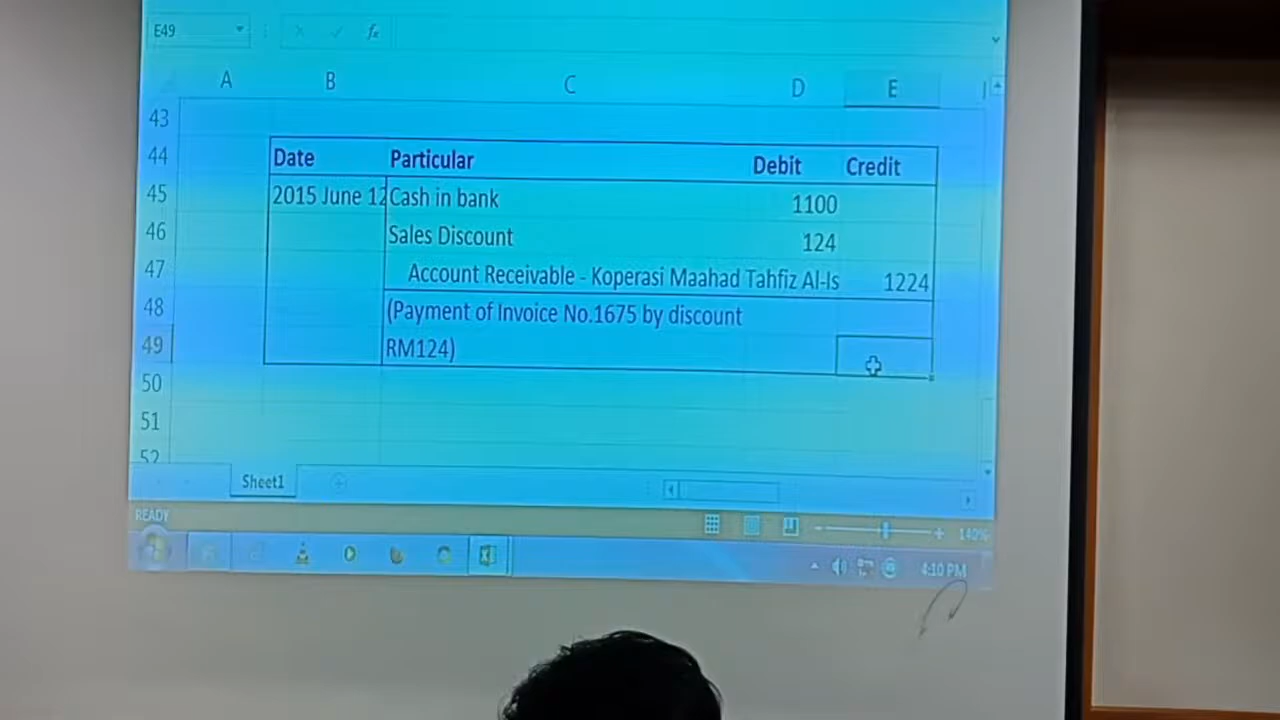 E49 fx
A B C D E
43
44 Date Particular Debit Credit
45 2015 June 12 Cash in bank 1100
46 Sales Discount 124
47 Account Receivable - Koperasi Maahad Tahfiz Al-Is 1224
48 (Payment of Invoice No.1675 by discount
49 RM124)
50
51
52
Sheet1
READY 140%
4:10 PM